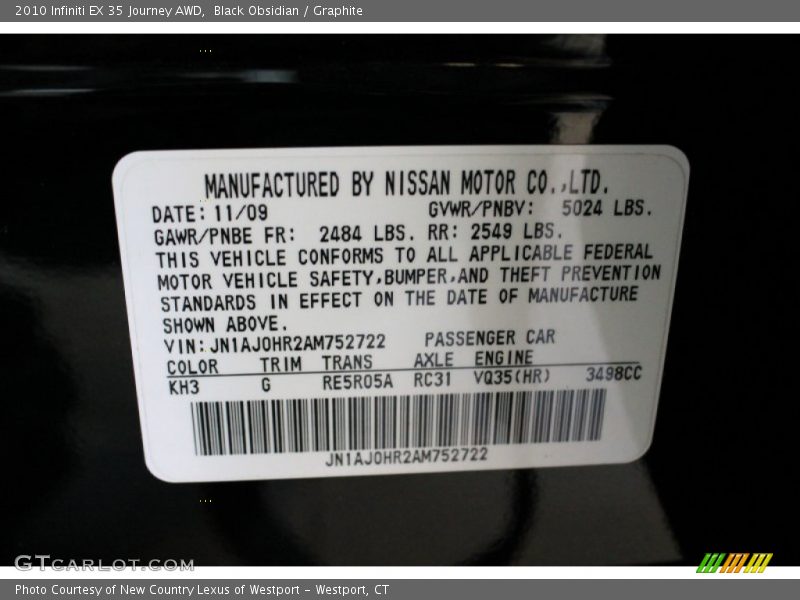 2010 Infiniti EX 35 Journey AWD,  Black Obsidian / Graphite
MANUFACTURED BY NISSAN MOTOR CO.,LTD.
DATE: 11/09 GVWR/PNBV: 5024 LBS.
GAWR/PNBE FR: 2484 LBS. RR: 2549 LBS.
THIS VEHICLE CONFORMS TO ALL APPLICABLE FEDERAL
MOTOR VEHICLE SAFETY,BUMPER,AND THEFT PREVENTION
STANDARDS IN EFFECT ON THE DATE OF MANUFACTURE
SHOWN ABOVE.
VIN:JN1AJ0HR2AM752722 PASSENGER CAR
COLOR TRIM TRANS AXLE ENGINE
KH3 G RE5R05A RC31 VQ35(HR) 3498CC
JN1AJ0HR2AM752722
GTCARLOT.COM
Photo Courtesy of New Country Lexus of Westport - Westport, CT